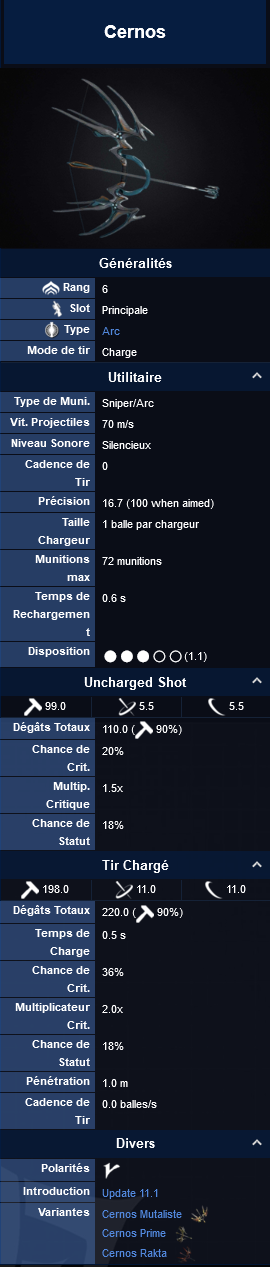 Cernos
Généralités
Rang 6
Slot Principale
Type Arc
Mode de tir Charge
Utilitaire
Type de Muni. Sniper/Arc
Vit. Projectiles 70 m/s
Niveau Sonore Silencieux
Cadence de 0
Tir
Précision 16.7 (100 when aimed)
Taille 1 balle par chargeur
Chargeur
Munitions 72 munitions
max
Temps de 0.6 s
Rechargemen
t
Disposition (1.1)
Uncharged Shot
99.0 5.5 5.5
Dégâts Totaux 110.0 ( 90%)
Chance de 20%
Crit.
Multip. 1.5x
Critique
Chance de 18%
Statut
Tir Chargé
198.0 11.0 11.0
Dégâts Totaux 220.0 ( 90%)
Temps de 0.5 s
Charge
Chance de 36%
Crit.
Multiplicateur 2.0x
Crit.
Chance de 18%
Statut
Pénétration 1.0 m
Cadence de 0.0 balles/s
Tir
Divers
Polarités
Introduction Update 11.1
Variantes Cernos Mutaliste
Cernos Prime
Cernos Rakta